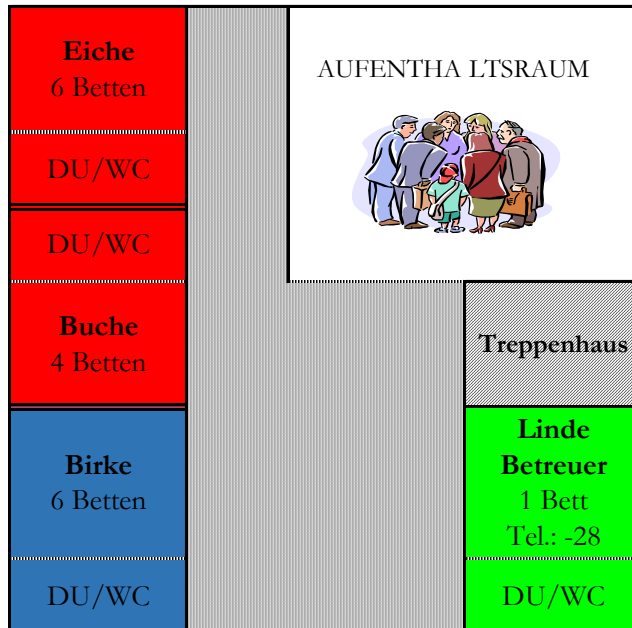 Eiche
6 Betten
DU/WC
DU/WC
Buche
4 Betten
Birke
6 Betten
DU/WC
AUFENTHA LTSRAUM
Treppenhaus
Linde
Betreuer
1 Bett
Tel.: -28
DU/WC